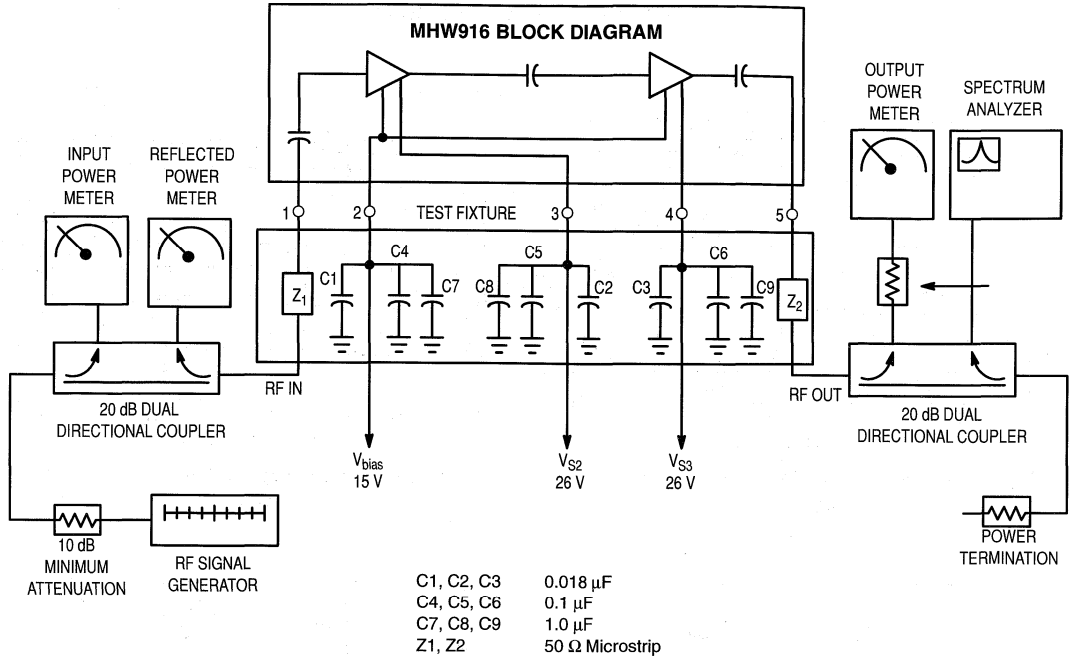 MHW916 BLOCK DIAGRAM
INPUT
POWER
METER
REFLECTED
POWER
METER
OUTPUT
POWER
METER
SPECTRUM
ANALYZER
1
2
TEST FIXTURE
3
4
5
Z1
C1
C4
C7
C8
C5
C2
C3
C6
C9
Z2
RF IN
RF OUT
20 dB DUAL
DIRECTIONAL COUPLER
20 dB DUAL
DIRECTIONAL COUPLER
Vbias
15 V
VS2
26 V
VS3
26 V
10 dB
MINIMUM
ATTENUATION
RF SIGNAL
GENERATOR
POWER
TERMINATION
C1, C2, C3 0.018 μF
C4, C5, C6 0.1 μF
C7, C8, C9 1.0 μF
Z1, Z2 50 Ω Microstrip